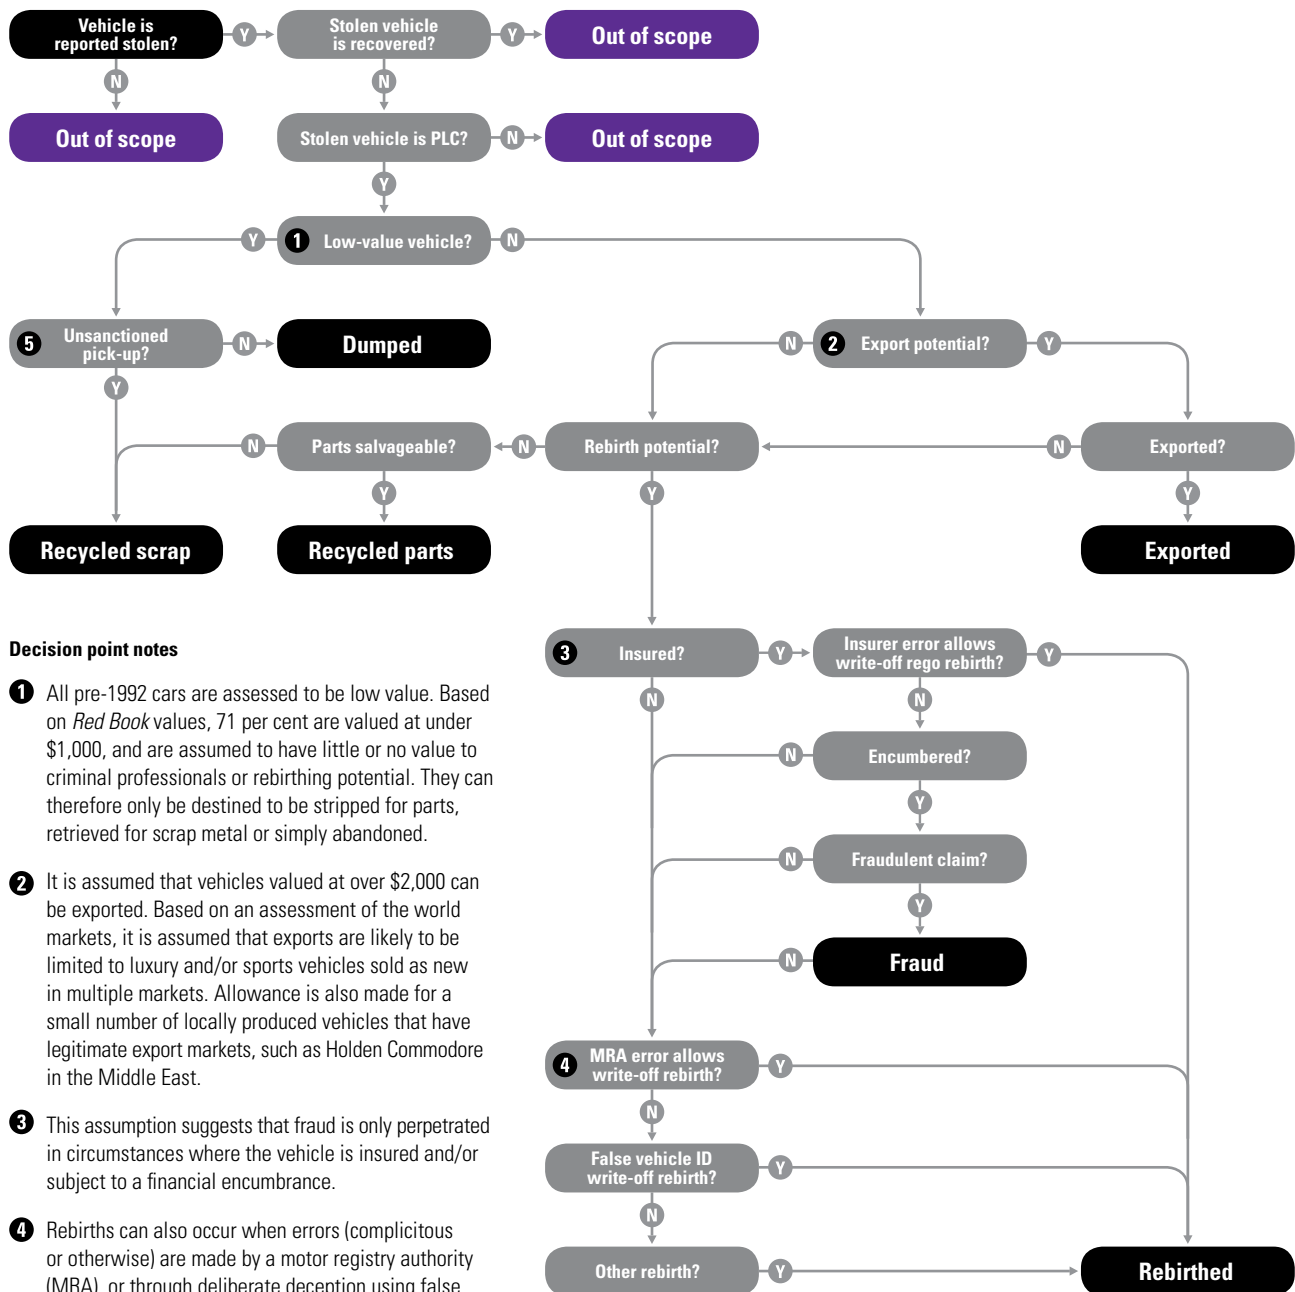 Vehicle is
reported stolen?
Y
Stolen vehicle
is recovered?
Y
Out of scope
N
N
Out of scope
Stolen vehicle is PLC?
N
Out of scope
Y
Y
1 Low-value vehicle?
N
5 Unsanctioned
pick-up?
N
Dumped
N
2 Export potential?
Y
Y
N
Parts salvageable?
N
Rebirth potential?
N
Exported?
Y
Y
Y
Recycled scrap
Recycled parts
Exported
3 Insured?
Y
Insurer error allows
write-off rego rebirth?
Y
N
N
N
Encumbered?
Y
N
Fraudulent claim?
Y
N
Fraud
4 MRA error allows
write-off rebirth?
Y
N
False vehicle ID
write-off rebirth?
Y
N
Other rebirth?
Y
Rebirthed
Decision point notes
1 All pre-1992 cars are assessed to be low value. Based
on Red Book values, 71 per cent are valued at under
$1,000, and are assumed to have little or no value to
criminal professionals or rebirthing potential. They can
therefore only be destined to be stripped for parts,
retrieved for scrap metal or simply abandoned.
2 It is assumed that vehicles valued at over $2,000 can
be exported. Based on an assessment of the world
markets, it is assumed that exports are likely to be
limited to luxury and/or sports vehicles sold as new
in multiple markets. Allowance is also made for a
small number of locally produced vehicles that have
legitimate export markets, such as Holden Commodore
in the Middle East.
3 This assumption suggests that fraud is only perpetrated
in circumstances where the vehicle is insured and/or
subject to a financial encumbrance.
4 Rebirths can also occur when errors (complicitous
or otherwise) are made by a motor registry authority
(MRA), or through deliberate deception using false